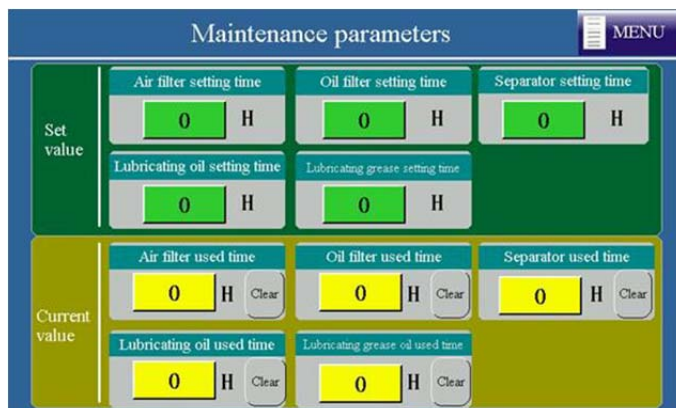 Maintenance parameters
MENU
Set
value
Air filter setting time
0 H
Oil filter setting time
0 H
Separator setting time
0 H
Lubricating oil setting time
0 H
Lubricating grease setting time
0 H
Current
value
Air filter used time
0 H Clear
Oil filter used time
0 H Clear
Separator used time
0 H Clear
Lubricating oil used time
0 H Clear
Lubricating grease oil used time
0 H Clear